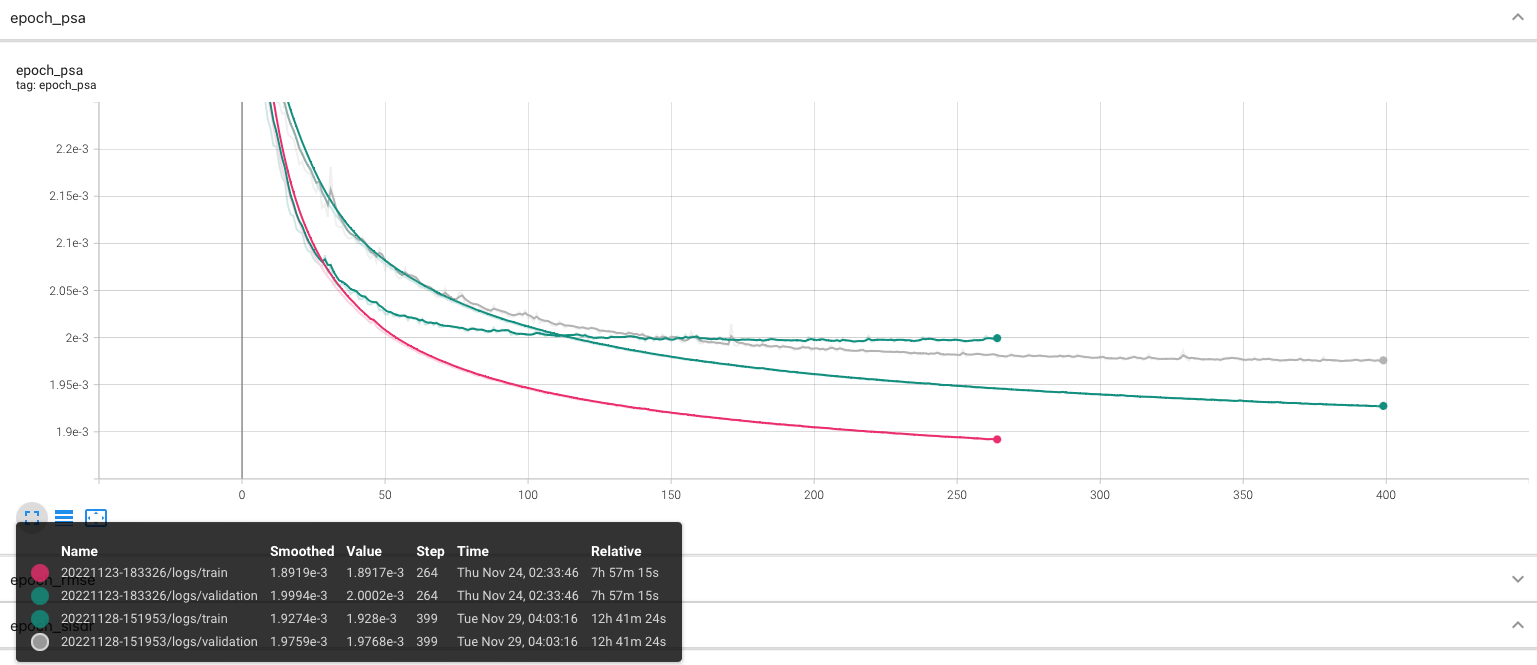 epoch_psa
epoch_psa
tag: epoch_psa
2.2e-3
2.15e-3
2.1e-3
2.05e-3
2e-3
1.95e-3
1.9e-3
0 50 100 150 200 250 300 350 400
Name Smoothed Value Step Time Relative
epoch_rmse
20221123-183326/logs/train 1.8919e-3 1.8917e-3 264 Thu Nov 24, 02:33:46 7h 57m 15s
20221123-183326/logs/validation 1.9994e-3 2.0002e-3 264 Thu Nov 24, 02:33:46 7h 57m 15s
epoch_sisdr
20221128-151953/logs/train 1.9274e-3 1.928e-3 399 Tue Nov 29, 04:03:16 12h 41m 24s
20221128-151953/logs/validation 1.9759e-3 1.9768e-3 399 Tue Nov 29, 04:03:16 12h 41m 24s